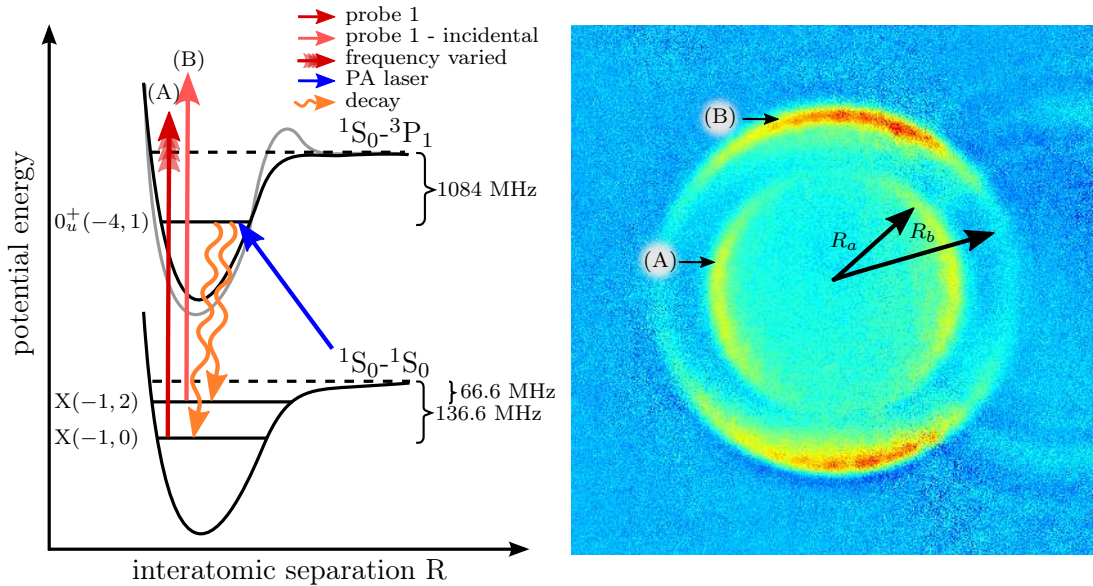 probe 1
probe 1 - incidental
frequency varied
PA laser
decay
(B)
(A)
¹S₀-³P₁
1084 MHz
0ᵤ⁺(−4, 1)
potential energy
¹S₀-¹S₀
66.6 MHz
136.6 MHz
X(−1, 2)
X(−1, 0)
interatomic separation R
(B)
(A)
Rₐ
R_b